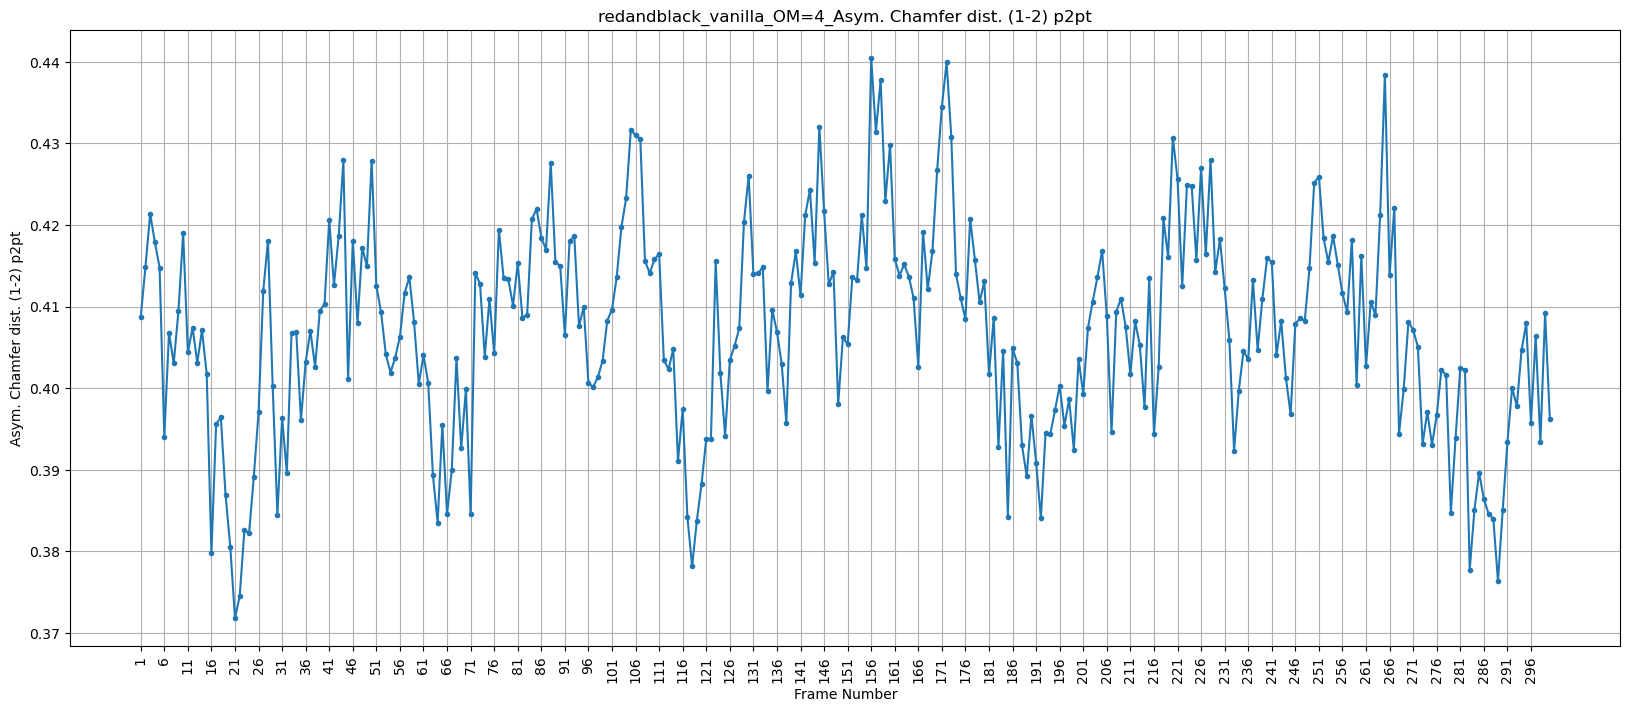 redandblack_vanilla_OM=4_Asym. Chamfer dist. (1-2) p2pt
Asym. Chamfer dist. (1-2) p2pt
0.44
0.43
0.42
0.41
0.40
0.39
0.38
0.37
1 6 11 16 21 26 31 36 41 46 51 56 61 66 71 76 81 86 91 96 101 106 111 116 121 126 131 136 141 146 151 156 161 166 171 176 181 186 191 196 201 206 211 216 221 226 231 236 241 246 251 256 261 266 271 276 281 286 291 296
Frame Number